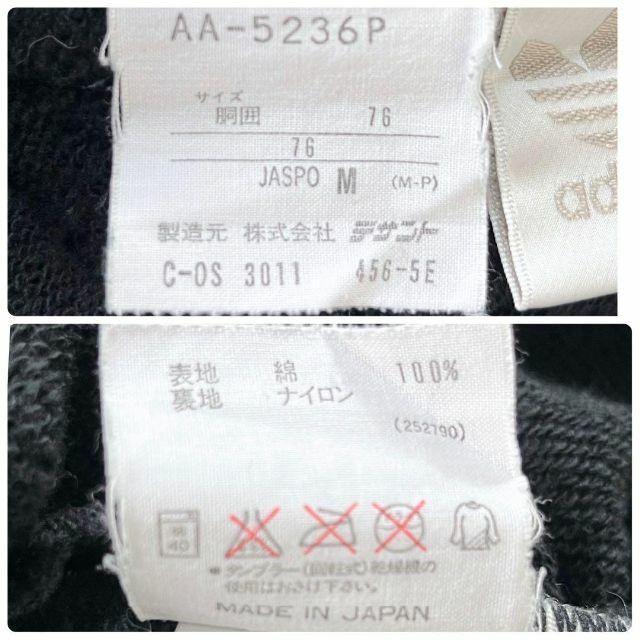 AA-5236P
サイズ
胴囲 76
76
JASPO M (M-P)
製造元 株式会社 デサント
C-OS 3011 456-5E
ad
表地 綿 100%
裏地 ナイロン
(252790)
40
タンブラー(回転式)乾燥機の
使用はおさけ下さい。
MADE IN JAPAN